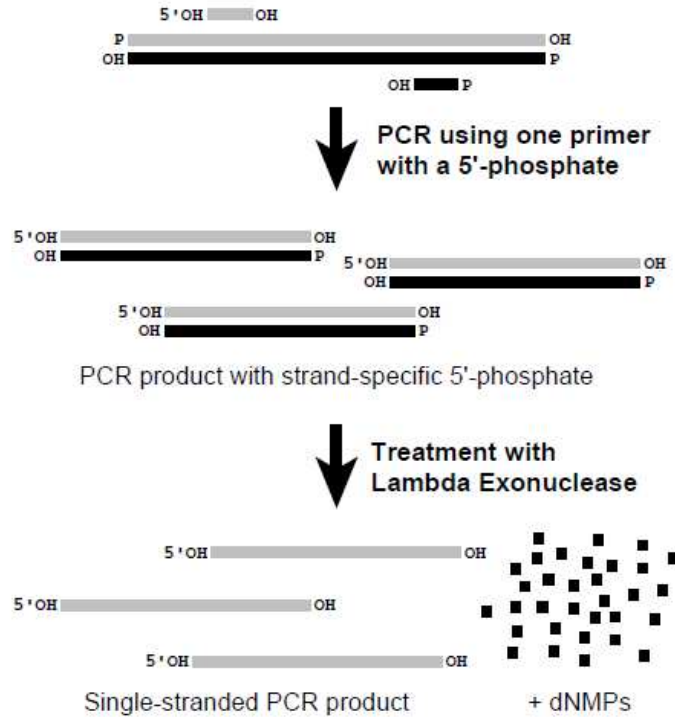 5'OH OH
P OH
OH P
OH P
PCR using one primer
with a 5'-phosphate
5'OH OH
OH P
5'OH OH
OH P
5'OH OH
OH P
PCR product with strand-specific 5'-phosphate
Treatment with
Lambda Exonuclease
5'OH OH
5'OH OH
5'OH OH
Single-stranded PCR product + dNMPs